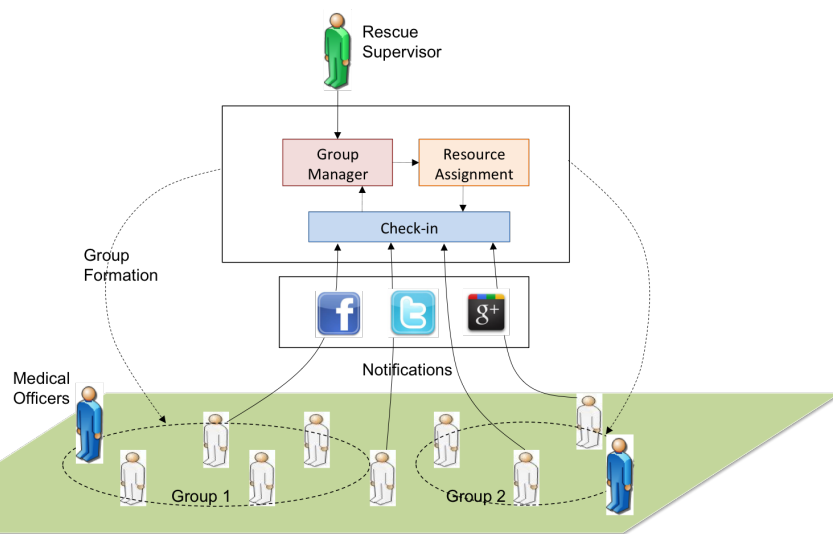 Rescue
Supervisor
Group
Manager
Resource
Assignment
Check-in
Group
Formation
f
t
g+
Notifications
Medical
Officers
Group 1
Group 2